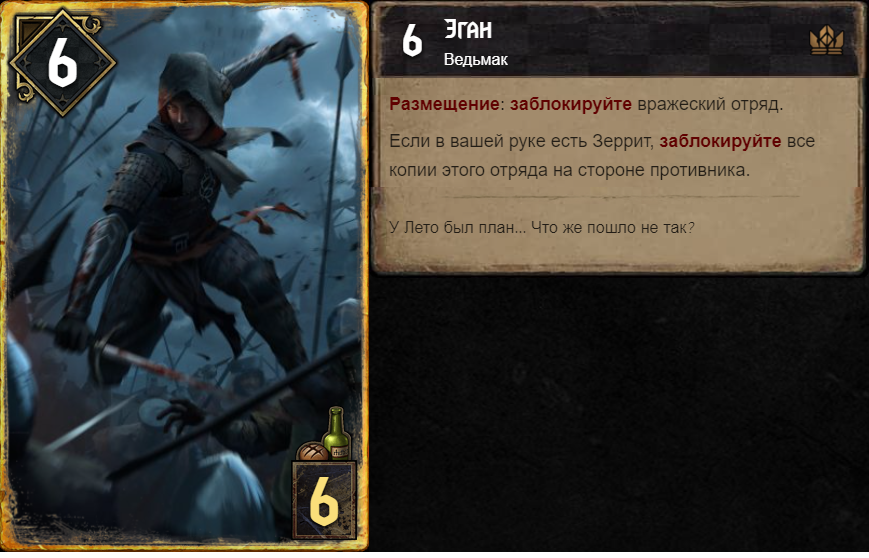 6
6
Эган
Ведьмак
Размещение: заблокируйте вражеский отряд.
Если в вашей руке есть Зеррит, заблокируйте все
копии этого отряда на стороне противника.
У Лето был план... Что же пошло не так?
6